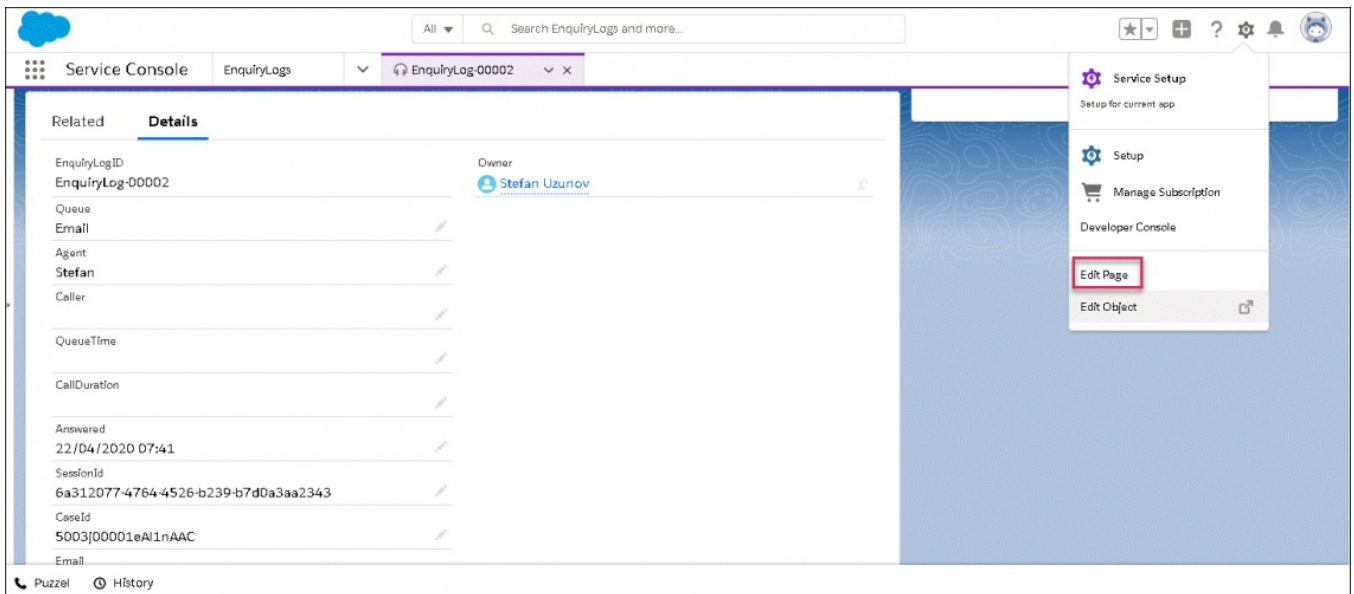 All
Search EnquiryLogs and more...
Service Console
EnquiryLogs
EnquiryLog-00002
Service Setup
Setup for current app
Setup
Manage Subscription
Developer Console
Edit Page
Edit Object
Related
Details
EnquiryLogID
EnquiryLog-00002
Owner
Stefan Uzunov
Queue
Email
Agent
Stefan
Caller
QueueTime
CallDuration
Answered
22/04/2020 07:41
SessionId
6a312077-4764-4526-b239-b7d0a3aa2343
CaseId
5003j00001eAl1nAAC
Email
Puzzel
History